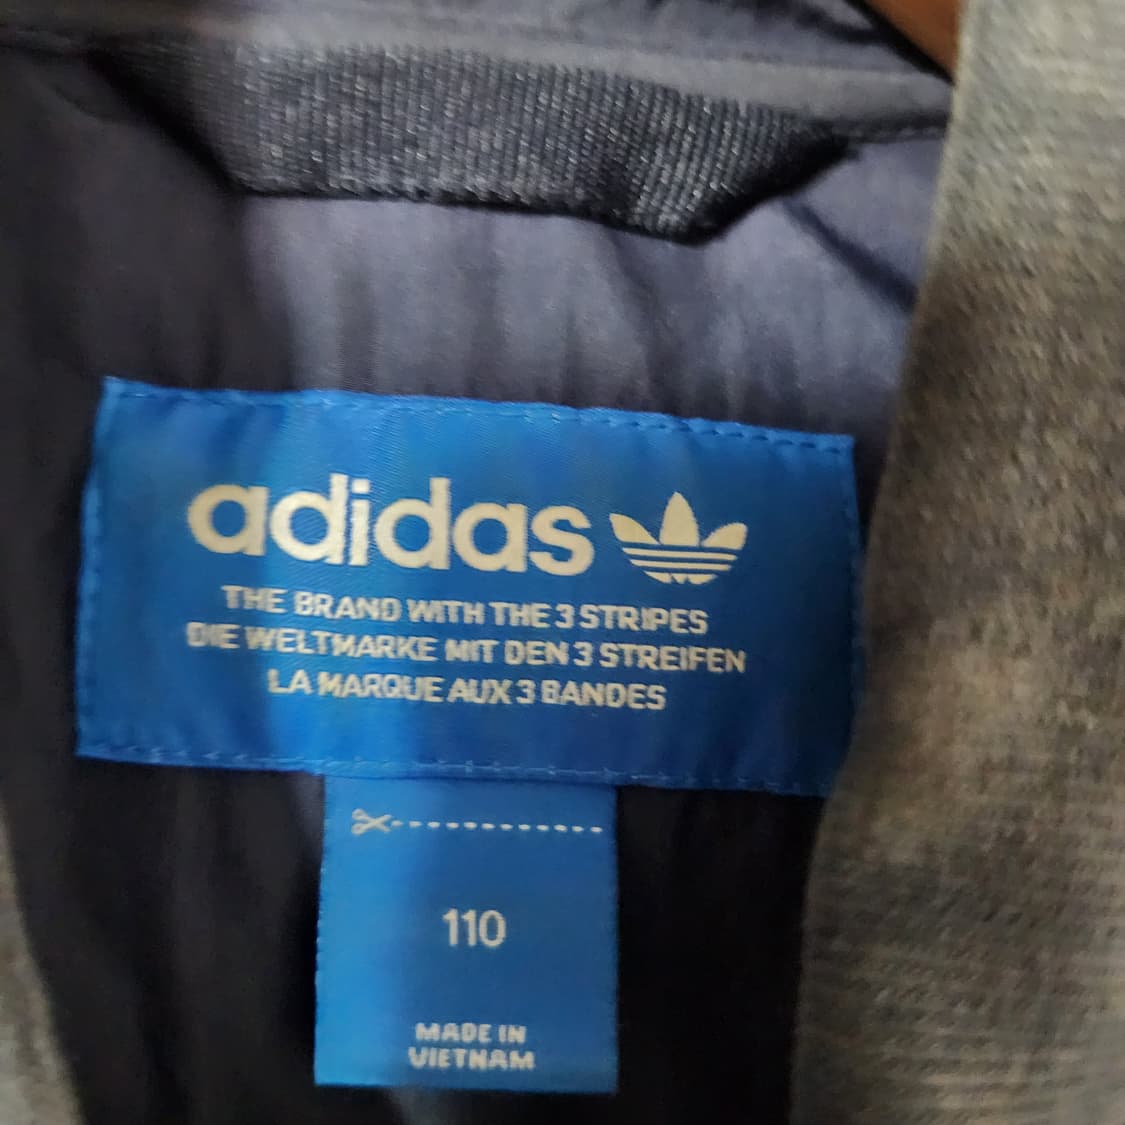 adidas
THE BRAND WITH THE 3 STRIPES
DIE WELTMARKE MIT DEN 3 STREIFEN
LA MARQUE AUX 3 BANDES
110
MADE IN
VIETNAM